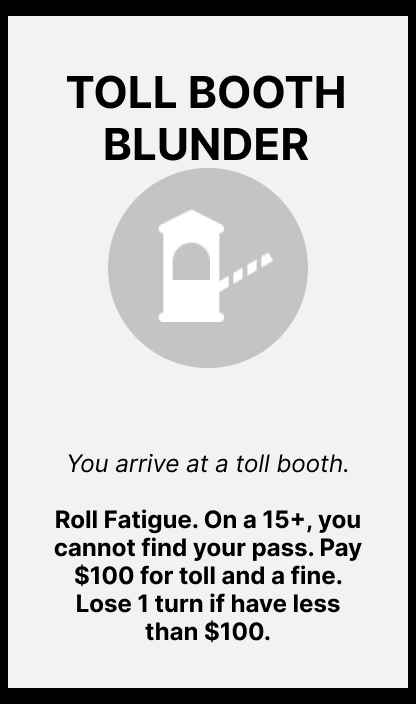 TOLL BOOTH
BLUNDER
You arrive at a toll booth.
Roll Fatigue. On a 15+, you
cannot find your pass. Pay
$100 for toll and a fine.
Lose 1 turn if have less
than $100.